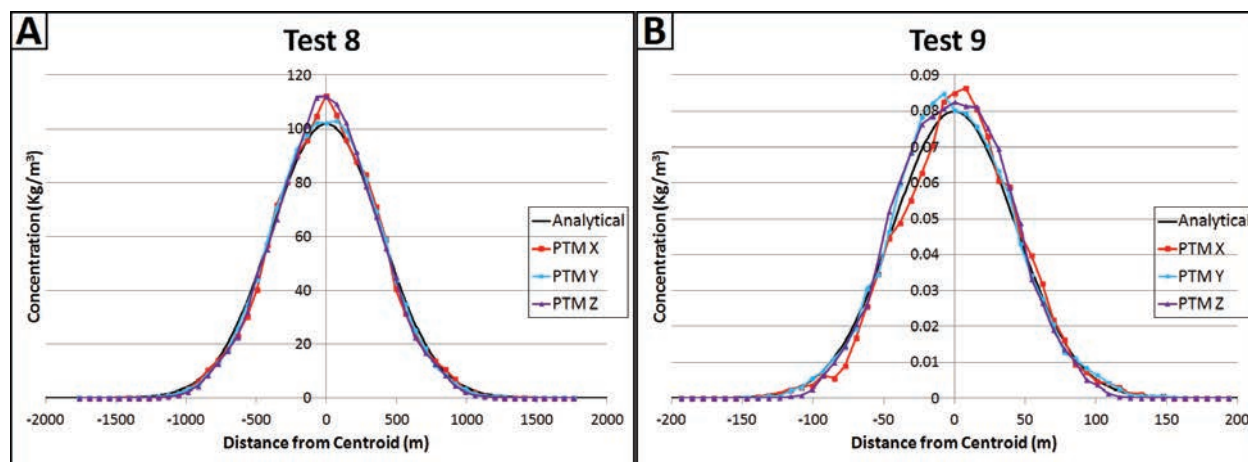 A
Test 8
Concentration (Kg/m³)
120
100
80
60
40
20
0
-2000 -1500 -1000 -500 0 500 1000 1500 2000
Distance from Centroid (m)
Analytical
PTM X
PTM Y
PTM Z
B
Test 9
Concentration (Kg/m³)
0.09
0.08
0.07
0.06
0.05
0.04
0.03
0.02
0.01
0
-200 -150 -100 -50 0 50 100 150 200
Distance from Centroid (m)
Analytical
PTM X
PTM Y
PTM Z